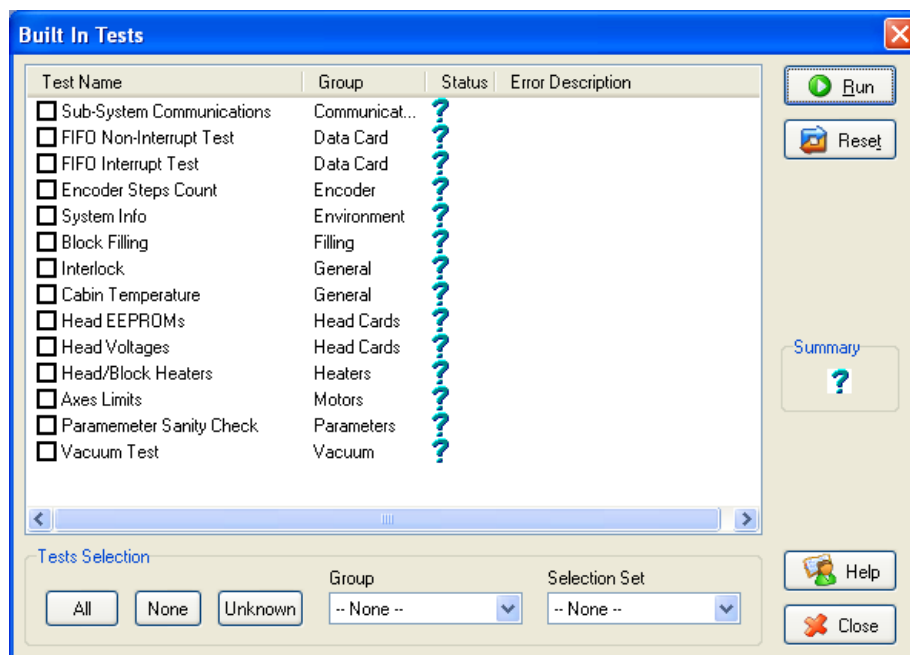 Built In Tests
Test Name Group Status Error Description
Sub-System Communications Communicat... ?
FIFO Non-Interrupt Test Data Card ?
FIFO Interrupt Test Data Card ?
Encoder Steps Count Encoder ?
System Info Environment ?
Block Filling Filling ?
Interlock General ?
Cabin Temperature General ?
Head EEPROMs Head Cards ?
Head Voltages Head Cards ?
Head/Block Heaters Heaters ?
Axes Limits Motors ?
Paramemeter Sanity Check Parameters ?
Vacuum Test Vacuum ?
Run
Reset
Summary
?
Tests Selection
All None Unknown
Group
-- None --
Selection Set
-- None --
Help
Close